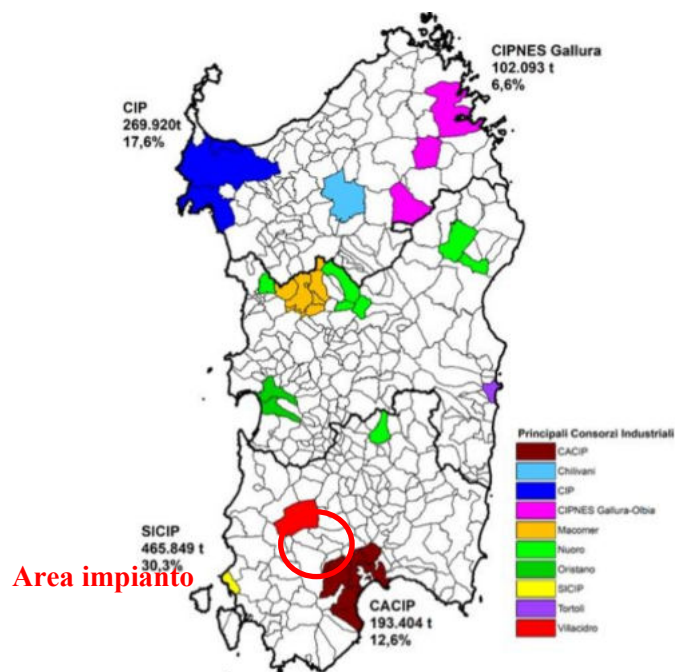 CIPNES Gallura
102.093 t
6,6%
CIP
269.920t
17,6%
Principali Consorzi Industriali
CACIP
Chilivani
CIP
CIPNES Gallura-Olbia
Macomer
Nuoro
Oristano
SICIP
Tortolì
Villacidro
SICIP
465.849 t
30,3%
Area impianto
CACIP
193.404 t
12,6%